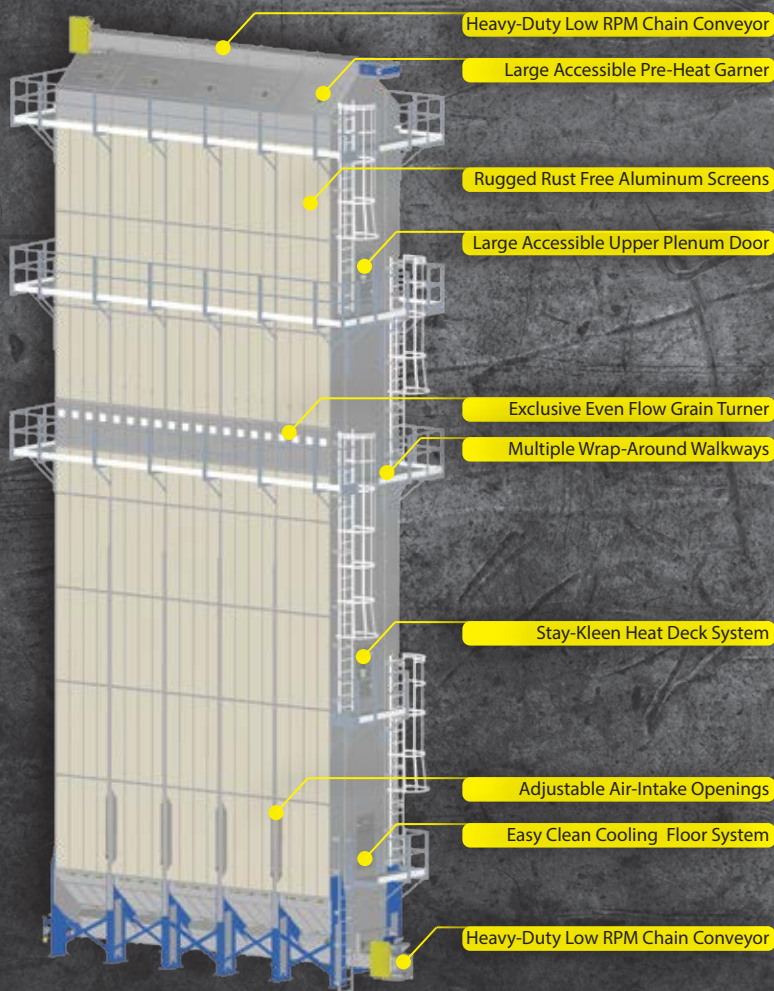 Heavy-Duty Low RPM Chain Conveyor
Large Accessible Pre-Heat Garner
Rugged Rust Free Aluminum Screens
Large Accessible Upper Plenum Door
Exclusive Even Flow Grain Turner
Multiple Wrap-Around Walkways
Stay-Kleen Heat Deck System
Adjustable Air-Intake Openings
Easy Clean Cooling  Floor System
Heavy-Duty Low RPM Chain Conveyor